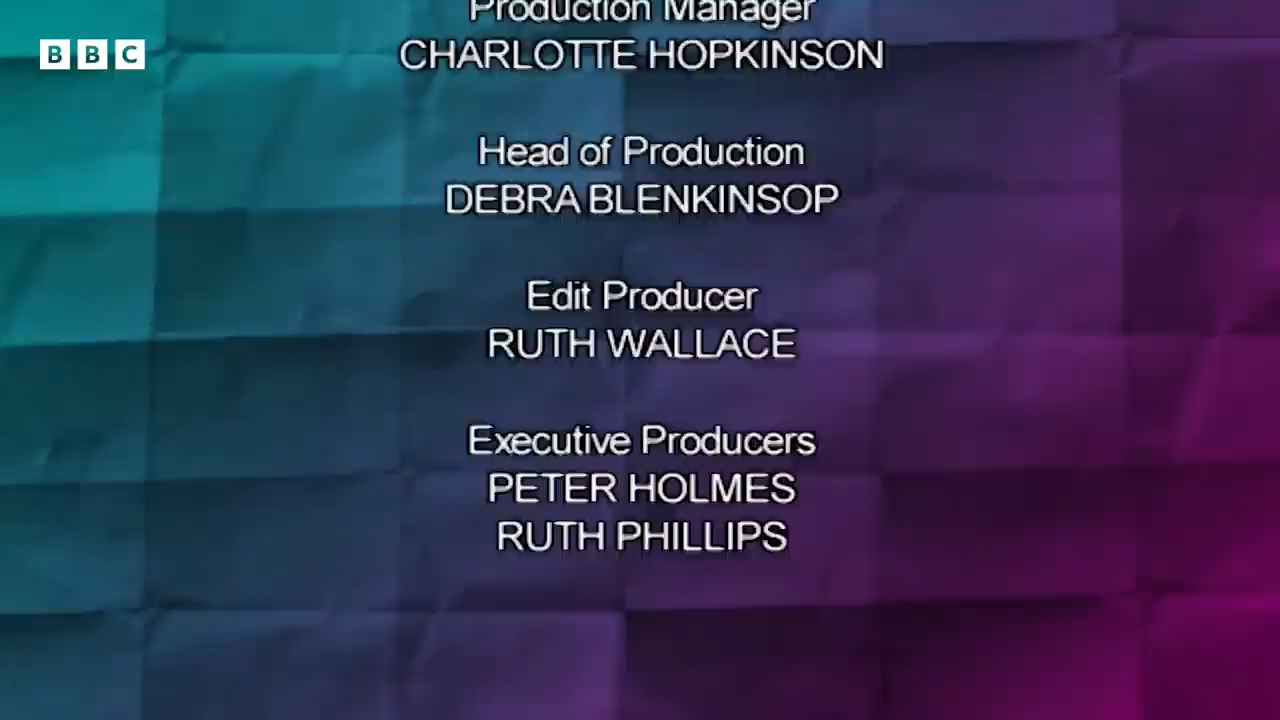 Production Manager
BBC
CHARLOTTE HOPKINSON
Head of Production
DEBRA BLENKINSOP
Edit Producer
RUTH WALLACE
Executive Producers
PETER HOLMES
RUTH PHILLIPS